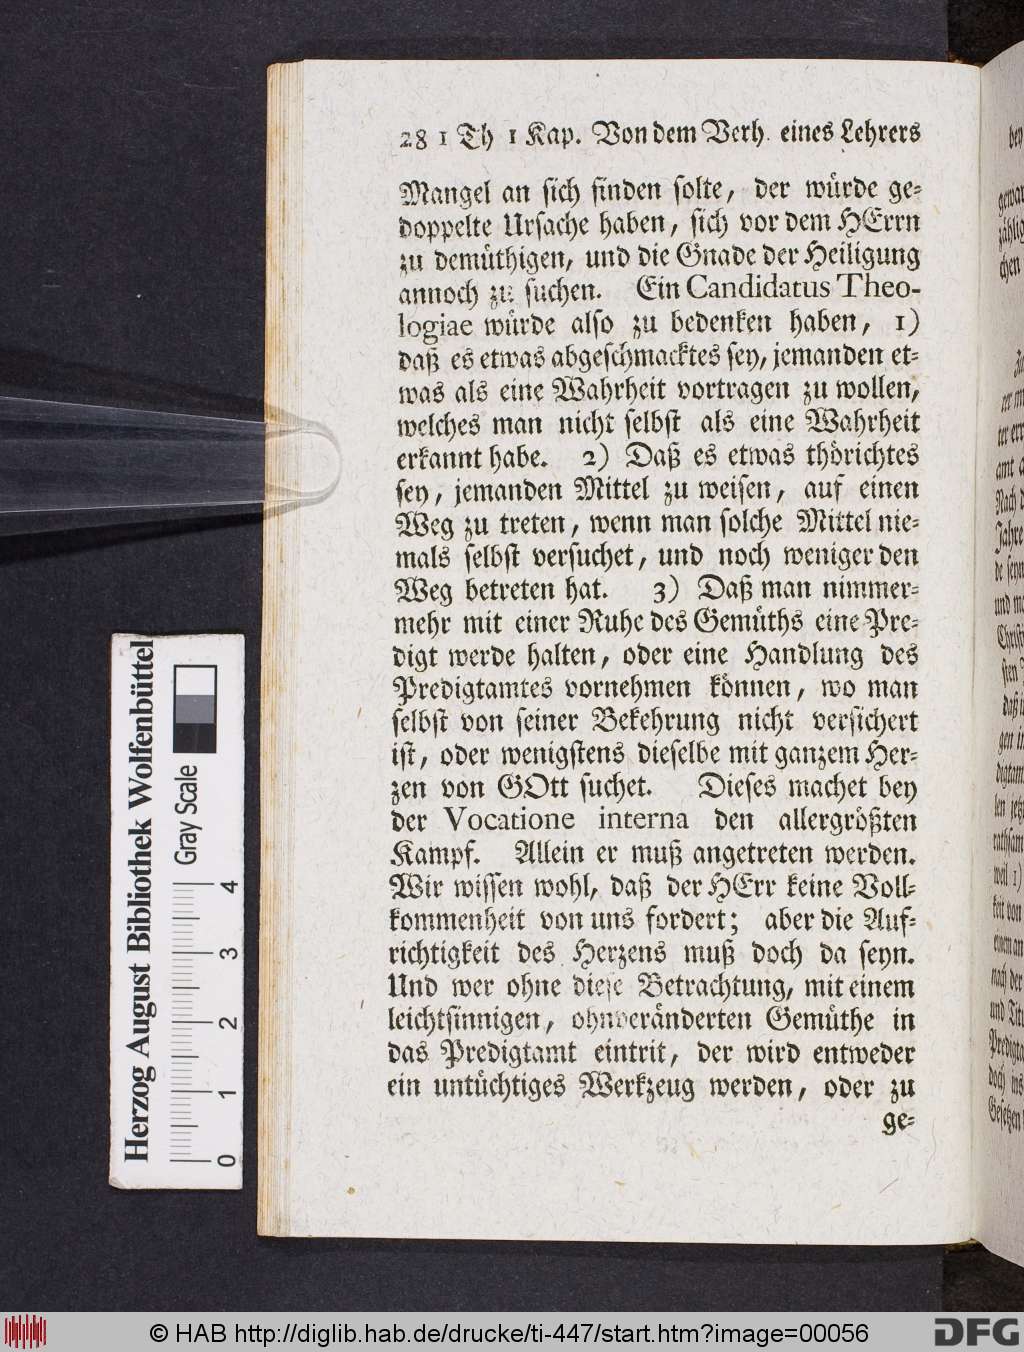 28 1 Th 1 Kap. Von dem Verh. eines Lehrers
Mangel an sich finden solte, der würde ge-
doppelte Ursache haben, sich vor dem HErrn
zu demüthigen, und die Gnade der Heiligung
annoch zu suchen. Ein Candidatus Theo-
logiae würde also zu bedenken haben, 1)
daß es etwas abgeschmacktes sey, jemanden et-
was als eine Wahrheit vortragen zu wollen,
welches man nicht selbst als eine Wahrheit
erkannt habe. 2) Daß es etwas thörichtes
sey, jemanden Mittel zu weisen, auf einen
Weg zu treten, wenn man solche Mittel nie-
mals selbst versuchet, und noch weniger den
Weg betreten hat. 3) Daß man nimmer-
mehr mit einer Ruhe des Gemüths eine Pre-
digt werde halten, oder eine Handlung des
Predigtamtes vornehmen können, wo man
selbst von seiner Bekehrung nicht versichert
ist, oder wenigstens dieselbe mit ganzem Her-
zen von GOtt suchet. Dieses machet bey
der Vocatione interna den allergrößten
Kampf. Allein er muß angetreten werden.
Wir wissen wohl, daß der HErr keine Voll-
kommenheit von uns fordert; aber die Auf-
richtigkeit des Herzens muß doch da seyn.
Und wer ohne diese Betrachtung, mit einem
leichtsinnigen, ohnveränderten Gemüthe in
das Predigtamt eintrit, der wird entweder
ein untüchtiges Werkzeug werden, oder zu
ge-
Herzog August Bibliothek Wolfenbüttel
Gray Scale
0 1 2 3 4
© HAB http://diglib.hab.de/drucke/ti-447/start.htm?image=00056
DFG